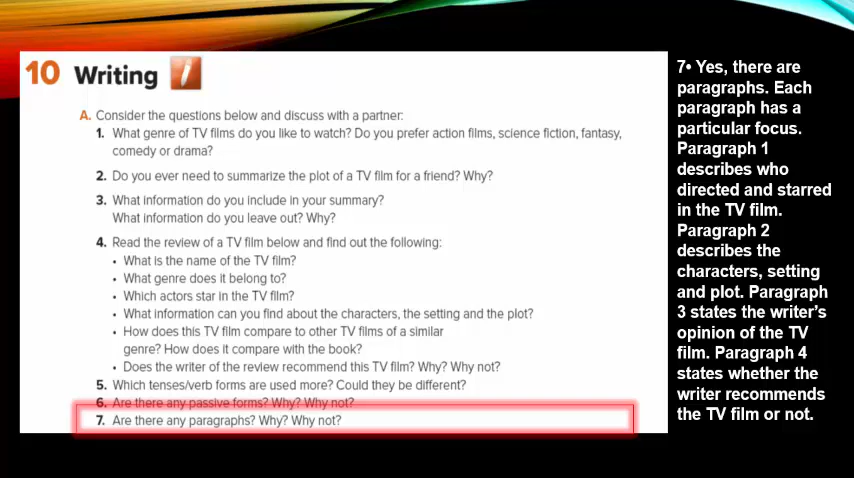 10 Writing
A. Consider the questions below and discuss with a partner:
1. What genre of TV films do you like to watch? Do you prefer action films, science fiction, fantasy,
comedy or drama?
2. Do you ever need to summarize the plot of a TV film for a friend? Why?
3. What information do you include in your summary?
What information do you leave out? Why?
4. Read the review of a TV film below and find out the following:
• What is the name of the TV film?
• What genre does it belong to?
• Which actors star in the TV film?
• What information can you find about the characters, the setting and the plot?
• How does this TV film compare to other TV films of a similar
genre? How does it compare with the book?
• Does the writer of the review recommend this TV film? Why? Why not?
5. Which tenses/verb forms are used more? Could they be different?
6. Are there any passive forms? Why? Why not?
7. Are there any paragraphs? Why? Why not?
7• Yes, there are
paragraphs. Each
paragraph has a
particular focus.
Paragraph 1
describes who
directed and starred
in the TV film.
Paragraph 2
describes the
characters, setting
and plot. Paragraph
3 states the writer's
opinion of the TV
film. Paragraph 4
states whether the
writer recommends
the TV film or not.